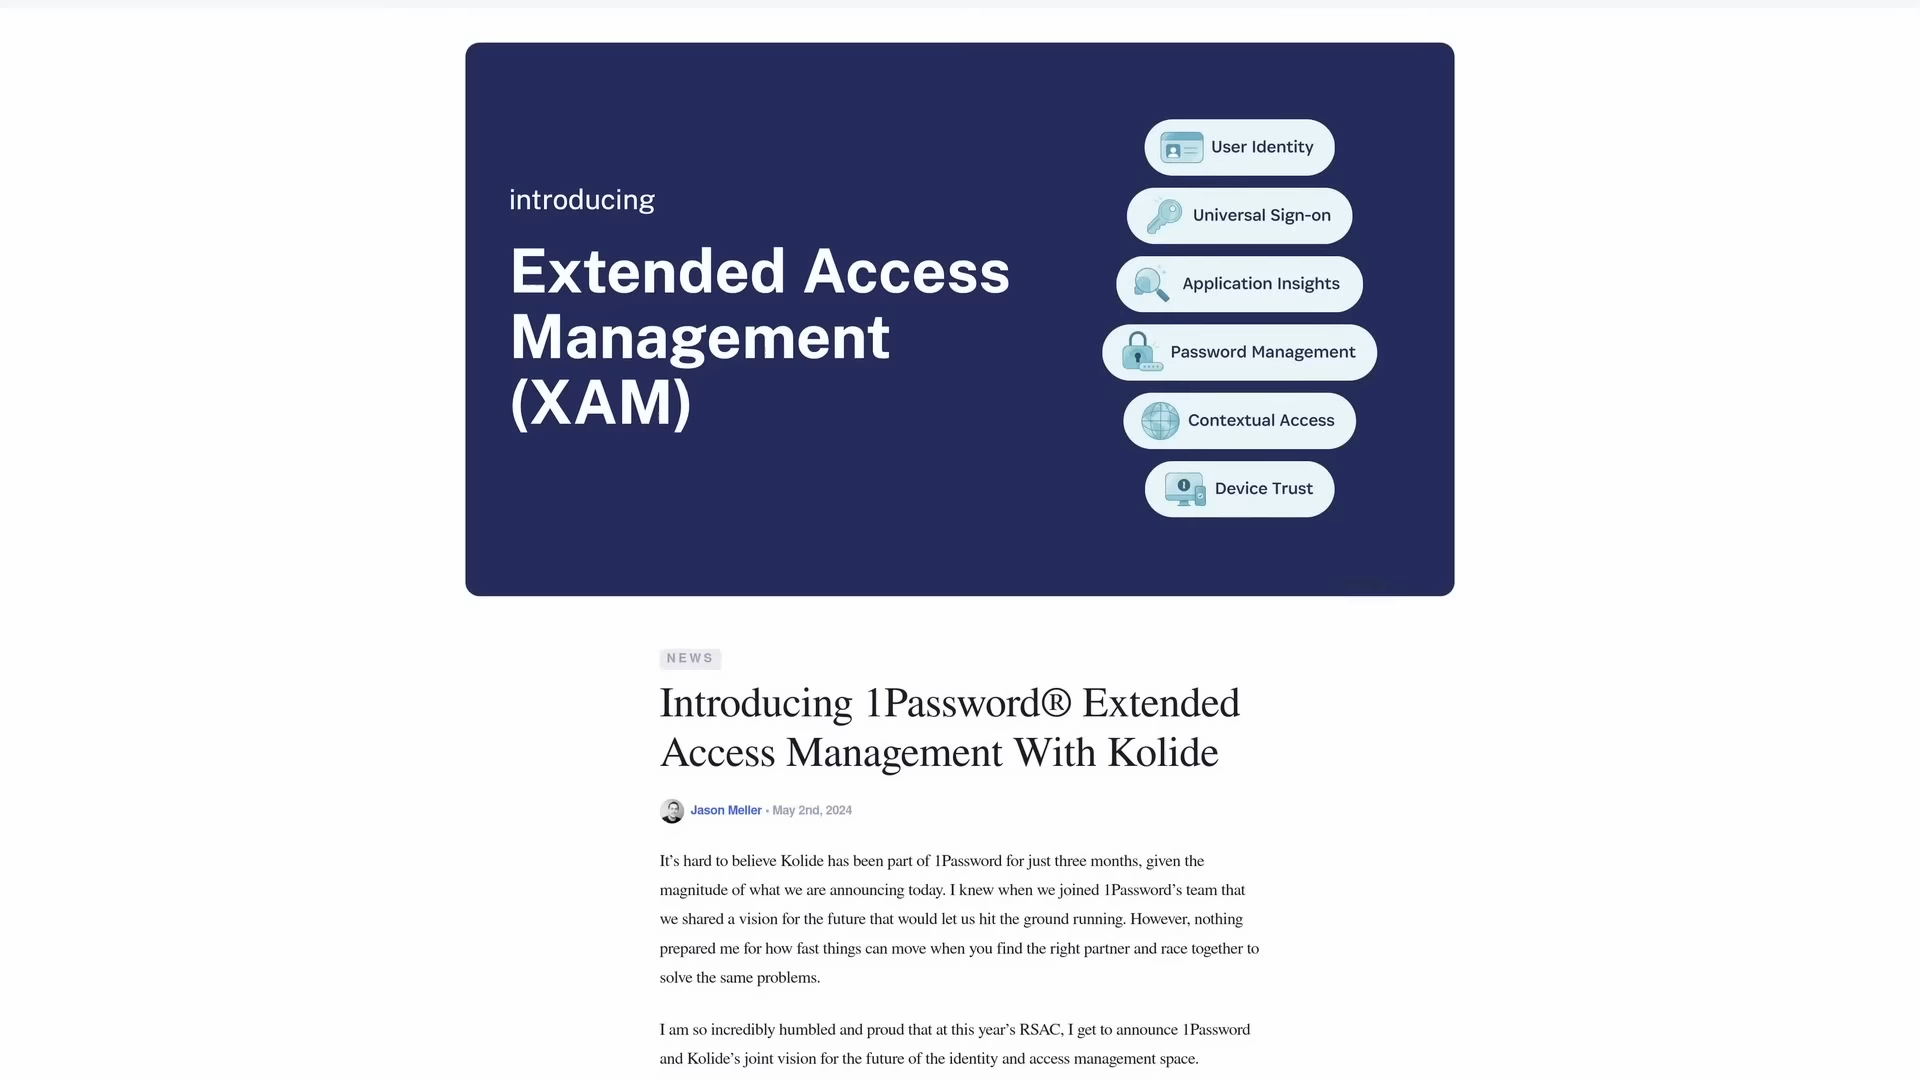 introducing
Extended Access
Management
(XAM)
User Identity
Universal Sign-on
Application Insights
Password Management
Contextual Access
Device Trust
NEWS
Introducing 1Password® Extended
Access Management With Kolide
Jason Meller • May 2nd, 2024
It’s hard to believe Kolide has been part of 1Password for just three months, given the
magnitude of what we are announcing today. I knew when we joined 1Password’s team that
we shared a vision for the future that would let us hit the ground running. However, nothing
prepared me for how fast things can move when you find the right partner and race together to
solve the same problems.
I am so incredibly humbled and proud that at this year’s RSAC, I get to announce 1Password
and Kolide’s joint vision for the future of the identity and access management space.